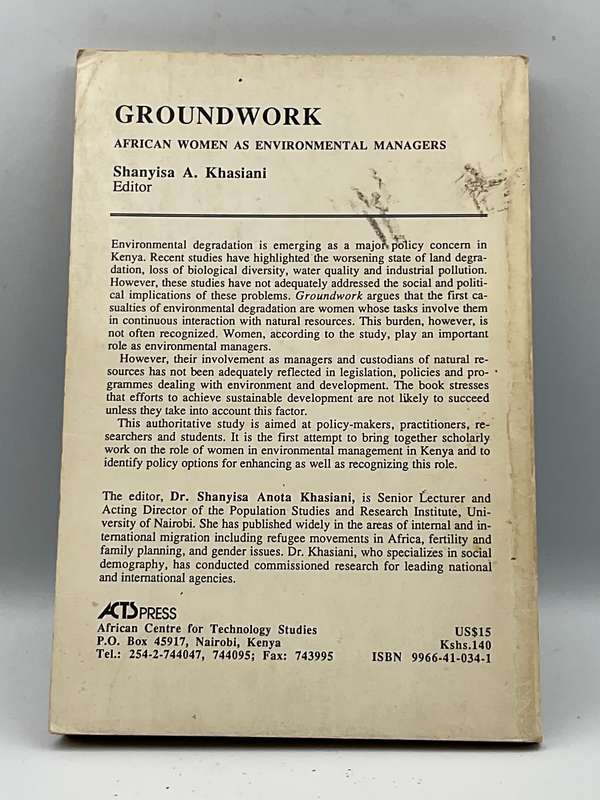 GROUNDWORK
AFRICAN WOMEN AS ENVIRONMENTAL MANAGERS
Shanyisa A. Khasiani
Editor
Environmental degradation is emerging as a major policy concern in
Kenya. Recent studies have highlighted the worsening state of land degra-
dation, loss of biological diversity, water quality and industrial pollution.
However, these studies have not adequately addressed the social and politi-
cal implications of these problems. Groundwork argues that the first ca-
sualties of environmental degradation are women whose tasks involve them
in continuous interaction with natural resources. This burden, however, is
not often recognized. Women, according to the study, play an important
role as environmental managers.
However, their involvement as managers and custodians of natural re-
sources has not been adequately reflected in legislation, policies and pro-
grammes dealing with environment and development. The book stresses
that efforts to achieve sustainable development are not likely to succeed
unless they take into account this factor.
This authoritative study is aimed at policy-makers, practitioners, re-
searchers and students. It is the first attempt to bring together scholarly
work on the role of women in environmental management in Kenya and to
identify policy options for enhancing as well as recognizing this role.
The editor, Dr. Shanyisa Anota Khasiani, is Senior Lecturer and
Acting Director of the Population Studies and Research Institute, Uni-
versity of Nairobi. She has published widely in the areas of internal and in-
ternational migration including refugee movements in Africa, fertility and
family planning, and gender issues. Dr. Khasiani, who specializes in social
demography, has conducted commissioned research for leading national
and international agencies.
ACTS PRESS
African Centre for Technology Studies
P.O. Box 45917, Nairobi, Kenya
Tel.: 254-2-744047, 744095; Fax: 743995
US$15
Kshs.140
ISBN 9966-41-034-1